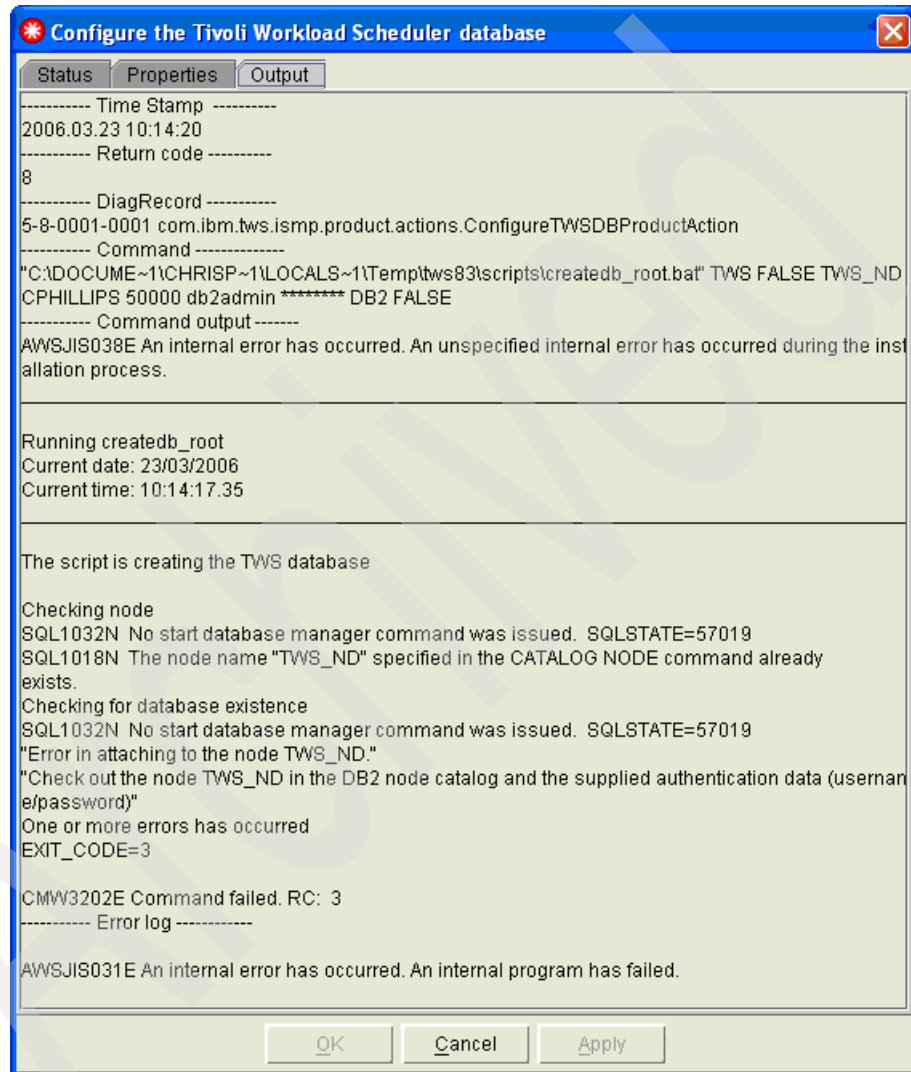 Configure the Tivoli Workload Scheduler database
Status Properties Output
----------- Time Stamp ----------
2006.03.23 10:14:20
----------- Return code ----------
8
----------- DiagRecord -----------
5-8-0001-0001 com.ibm.tws.ismp.product.actions.ConfigureTWSDBProductAction
----------- Command --------------
"C:\DOCUME~1\CHRISP~1\LOCALS~1\Temp\tws83\scripts\createdb_root.bat" TWS FALSE TWS_ND
CPHILLIPS 50000 db2admin ******** DB2 FALSE
----------- Command output -------
AWSJIS038E An internal error has occurred. An unspecified internal error has occurred during the inst
allation process.
Running createdb_root
Current date: 23/03/2006
Current time: 10:14:17.35
The script is creating the TWS database
Checking node
SQL1032N No start database manager command was issued. SQLSTATE=57019
SQL1018N The node name "TWS_ND" specified in the CATALOG NODE command already
exists.
Checking for database existence
SQL1032N No start database manager command was issued. SQLSTATE=57019
"Error in attaching to the node TWS_ND."
"Check out the node TWS_ND in the DB2 node catalog and the supplied authentication data (usernam
e/password)"
One or more errors has occurred
EXIT_CODE=3
CMW3202E Command failed. RC: 3
----------- Error log ------------
AWSJIS031E An internal error has occurred. An internal program has failed.
OK Cancel Apply